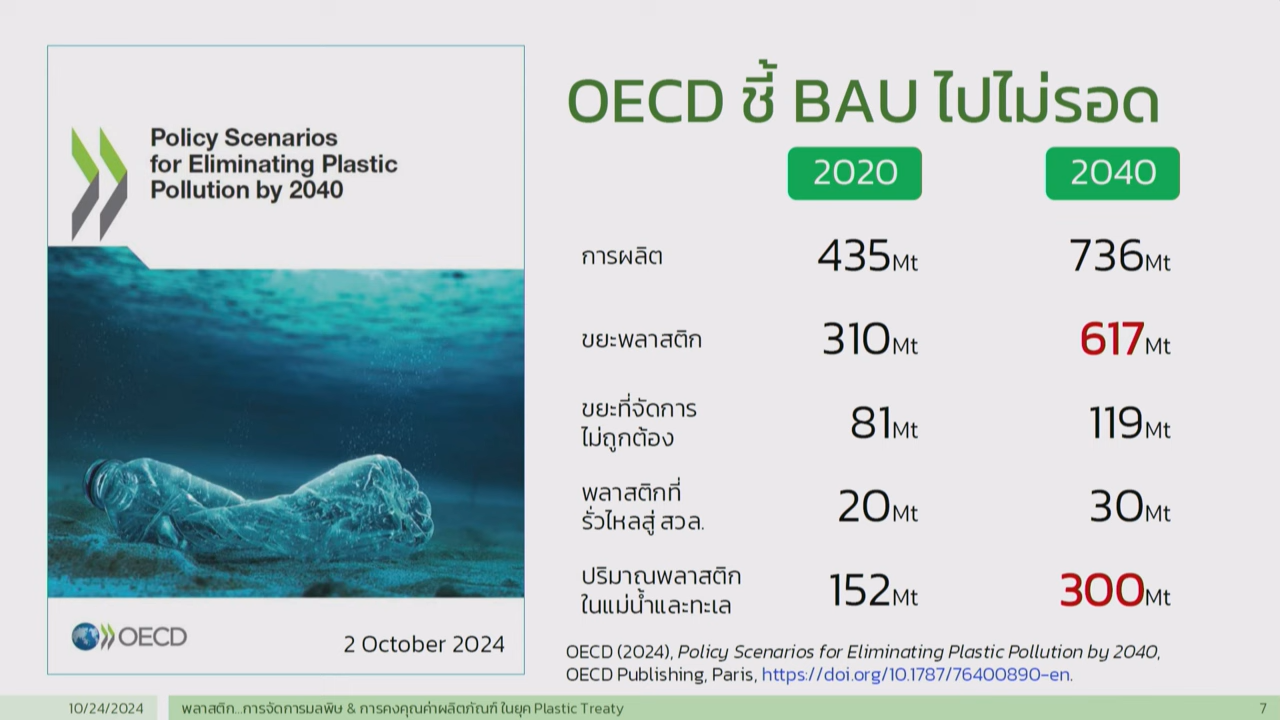 Policy Scenarios
for Eliminating Plastic
Pollution by 2040
OECD
2 October 2024
OECD ชี้ BAU ไปไม่รอด
2020 2040
การผลิต 435Mt 736Mt
ขยะพลาสติก 310Mt 617Mt
ขยะที่จัดการ
ไม่ถูกต้อง 81Mt 119Mt
พลาสติกที่
รั่วไหลสู่ สวล. 20Mt 30Mt
ปริมาณพลาสติก
ในแม่น้ำและทะเล 152Mt 300Mt
OECD (2024), Policy Scenarios for Eliminating Plastic Pollution by 2040,
OECD Publishing, Paris, https://doi.org/10.1787/76400890-en.
10/24/2024 พลาสติก...การจัดการมลพิษ & การคงคุณค่าผลิตภัณฑ์ ในยุค Plastic Treaty 7